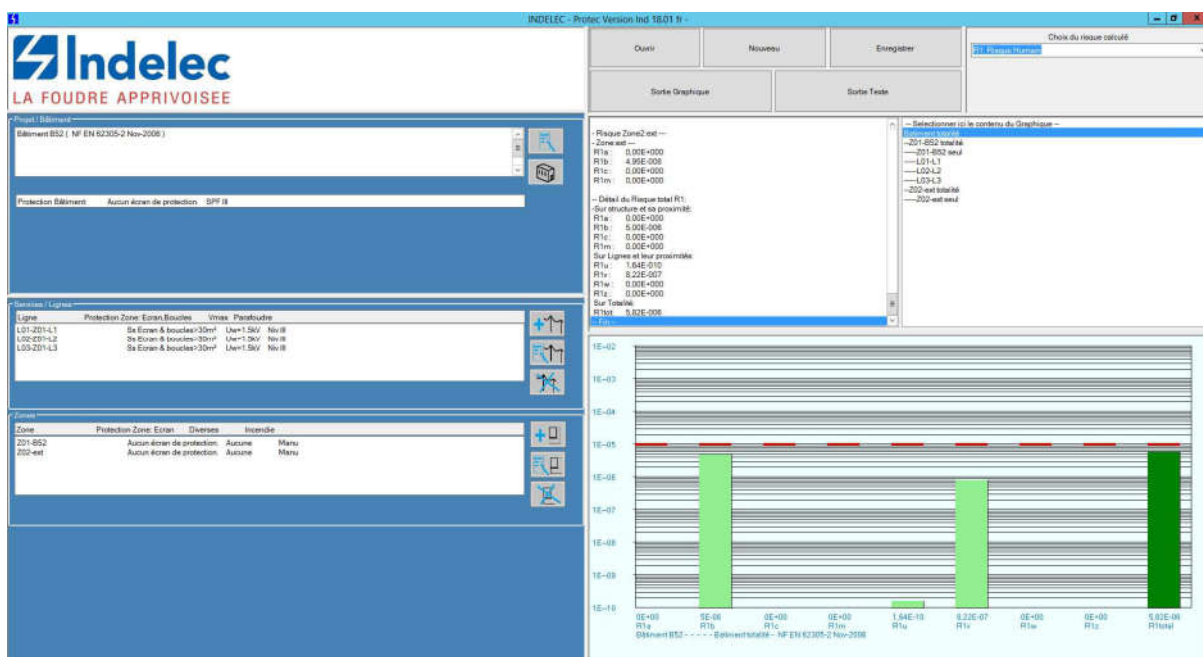 INDELEC - Protec Version Ind 18.01 fr -
Indelec
LA FOUDRE APPRIVOISEE
Ouvrir
Nouveau
Enregistrer
Choix du risque calculé
R1: Risque Humain
Sortie Graphique
Sortie Texte
Projet / Bâtiment
Bâtiment B52 ( NF EN 62305-2 Nov-2006 )
Protection Bâtiment: Aucun écran de protection. SPF III
Services / Lignes
Ligne Protection Zone: Ecran,Boucles Vmax Parafoudre
L01-Z01-L1 Ss Ecran & boucles>30m² Uw=1.5kV Niv III
L02-Z01-L2 Ss Ecran & boucles>30m² Uw=1.5kV Niv III
L03-Z01-L3 Ss Ecran & boucles>30m² Uw=1.5kV Niv III
Zones
Zone Protection Zone: Ecran Diverses Incendie
Z01-B52 Aucun écran de protection. Aucune Manu
Z02-ext Aucun écran de protection. Aucune Manu
- Risque Zone2 ext ---
- Zone ext ---
R1a : 0,00E+000
R1b : 4,95E-008
R1c : 0,00E+000
R1m : 0,00E+000
-- Détail du Risque total R1:
-Sur structure et sa proximité:
R1a : 0,00E+000
R1b : 5,00E-006
R1c : 0,00E+000
R1m : 0,00E+000
Sur Lignes et leur proximitée:
R1u : 1,64E-010
R1v : 8,22E-007
R1w : 0,00E+000
R1z : 0,00E+000
Sur Totalité:
R1tot 5,82E-006
-- Fin --
-- Selectionner ici le contenu du Graphique --
Batiment totalité
--Z01-B52 totalité
----Z01-B52 seul
----L01-L1
----L02-L2
----L03-L3
--Z02-ext totalité
----Z02-ext seul
1E-02
1E-03
1E-04
1E-05
1E-06
1E-07
1E-08
1E-09
1E-10
0E+00 5E-06 0E+00 0E+00 1,64E-10 8,22E-07 0E+00 0E+00 5,82E-06
R1a R1b R1c R1m R1u R1v R1w R1z R1total
Bâtiment B52 - - - - - Batiment totalité - NF EN 62305-2 Nov-2006